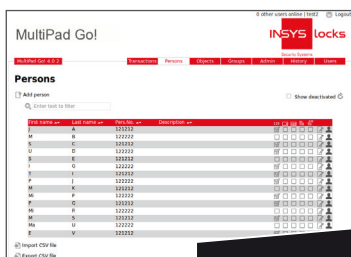 6 other users online | test2 Logout
MultiPad Go!
INSYS locks
Security Systems
MultiPad Go! 4.0.2 Transactions Persons Objects Groups Admin History Users
Persons
Add person
Show deactivated
Enter text to filter
First name Last name Pers.No. Description
J A 121212
M B 122222
S C 121212
U D 122222
S E 121212
I G 122222
T I 121212
P J 122222
M K 121212
Mi P 122222
P G 121212
Mi R 122222
M S 121212
Ma U 122222
E V 121212
Import CSV file
Export CSV file